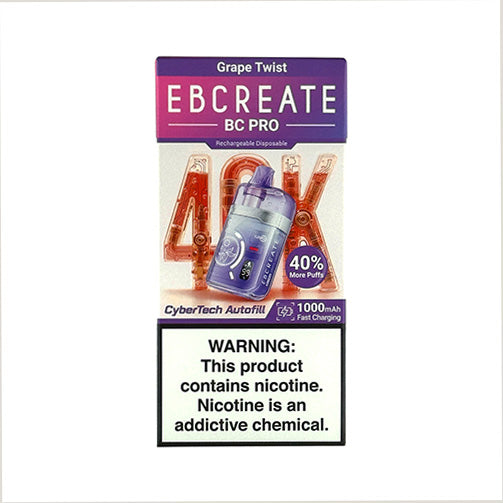 Grape Twist
EBCREATE
BC PRO
Rechargeable Disposable
40K
EBCREATE
59
40%
More Puffs
CyberTech Autofill
1000mAh
Fast Charging
WARNING:
This product
contains nicotine.
Nicotine is an
addictive chemical.